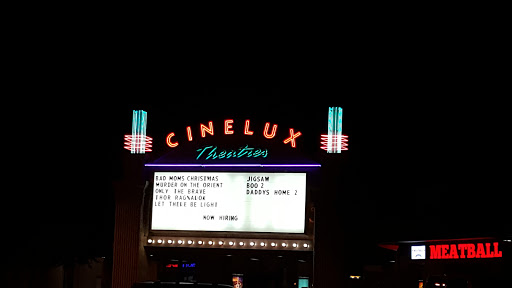 CINELUX
Theatres
BAD MOMS CHRISTMAS
MURDER ON THE ORIENT
ONLY THE BRAVE
THOR RAGNALOK
LET THERE BE LIGHT
JIGSAW
BOO 2
DADDYS HOME 2
NOW HIRING
MEATBALL